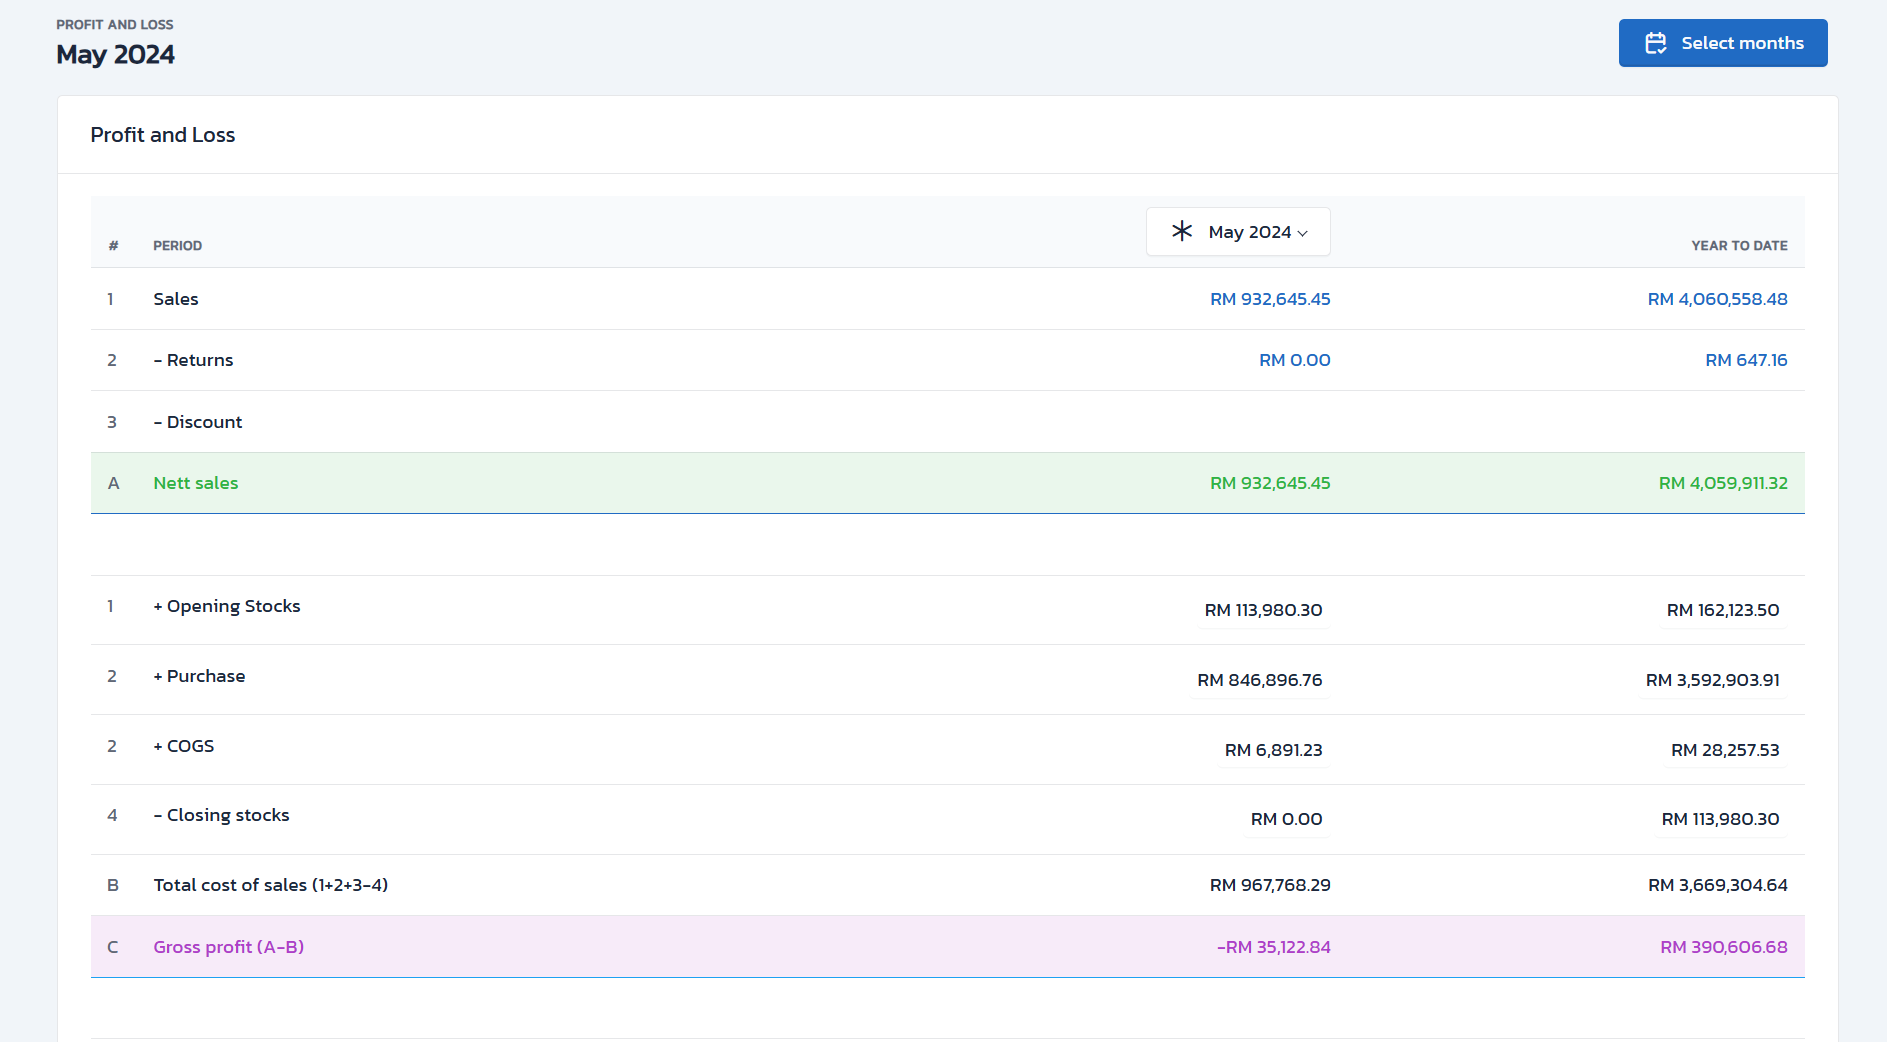 PROFIT AND LOSS
May 2024
Select months
Profit and Loss
# PERIOD May 2024 YEAR TO DATE
1 Sales RM 932,645.45 RM 4,060,558.48
2 - Returns RM 0.00 RM 647.16
3 - Discount
A Nett sales RM 932,645.45 RM 4,059,911.32
1 + Opening Stocks RM 113,980.30 RM 162,123.50
2 + Purchase RM 846,896.76 RM 3,592,903.91
2 + COGS RM 6,891.23 RM 28,257.53
4 - Closing stocks RM 0.00 RM 113,980.30
B Total cost of sales (1+2+3-4) RM 967,768.29 RM 3,669,304.64
C Gross profit (A-B) -RM 35,122.84 RM 390,606.68